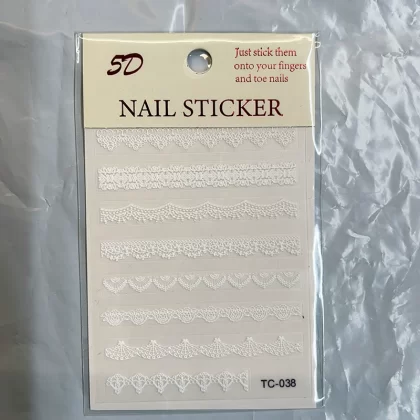 5D
Just stick them
onto your fingers
and toe nails
NAIL STICKER
TC-038